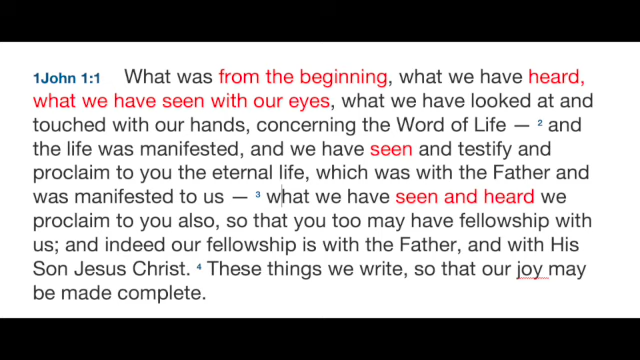 1John 1:1 What was from the beginning, what we have heard,
what we have seen with our eyes, what we have looked at and
touched with our hands, concerning the Word of Life — 2 and
the life was manifested, and we have seen and testify and
proclaim to you the eternal life, which was with the Father and
was manifested to us — 3 what we have seen and heard we
proclaim to you also, so that you too may have fellowship with
us; and indeed our fellowship is with the Father, and with His
Son Jesus Christ. 4 These things we write, so that our joy may
be made complete.